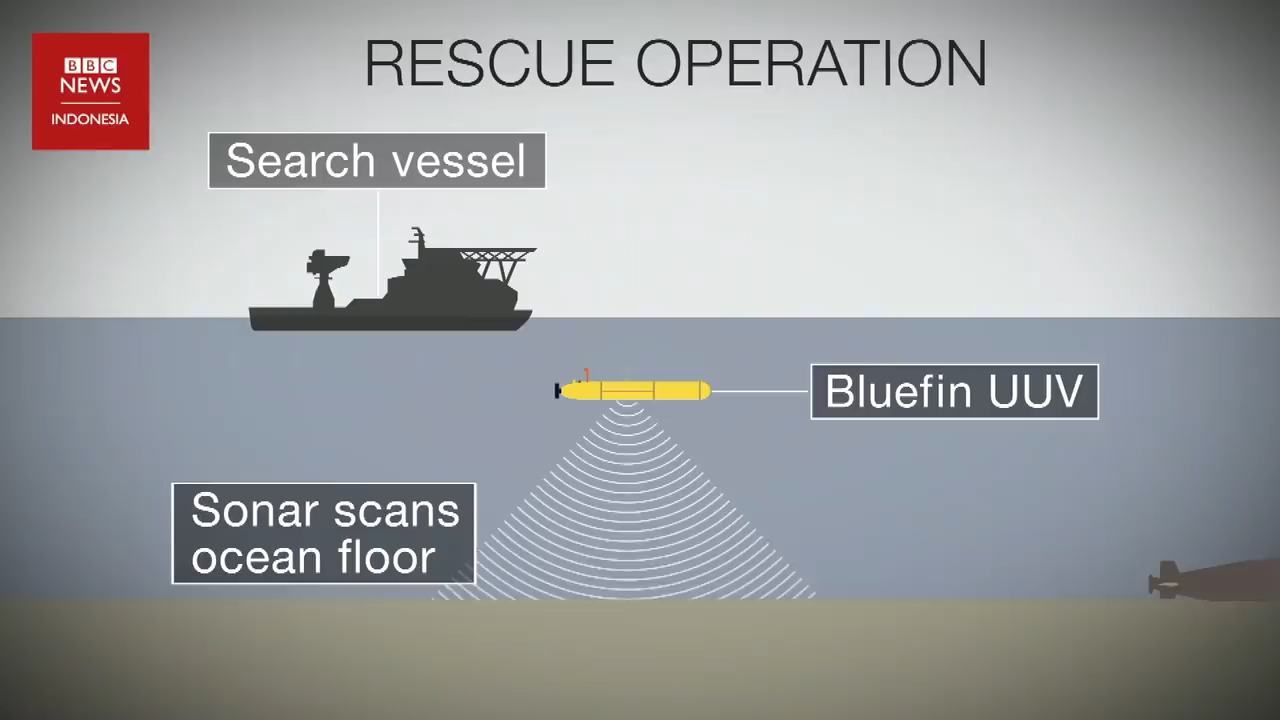 BBC
NEWS
INDONESIA
RESCUE OPERATION
Search vessel
Bluefin UUV
Sonar scans
ocean floor